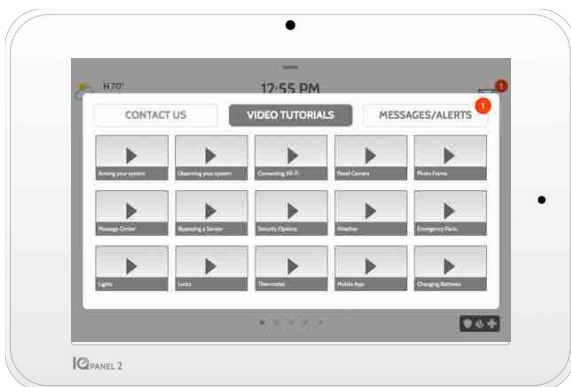 H 70°
12:55 PM
1
CONTACT US
VIDEO TUTORIALS
MESSAGES/ALERTS
1
Arming your system
Disarming your system
Connecting Wi-Fi
Panel Camera
Photo Frame
Message Center
Bypassing a Sensor
Security Options
Weather
Emergency Panic
Lights
Locks
Thermostat
Mobile App
Changing Batteries
IQ PANEL 2